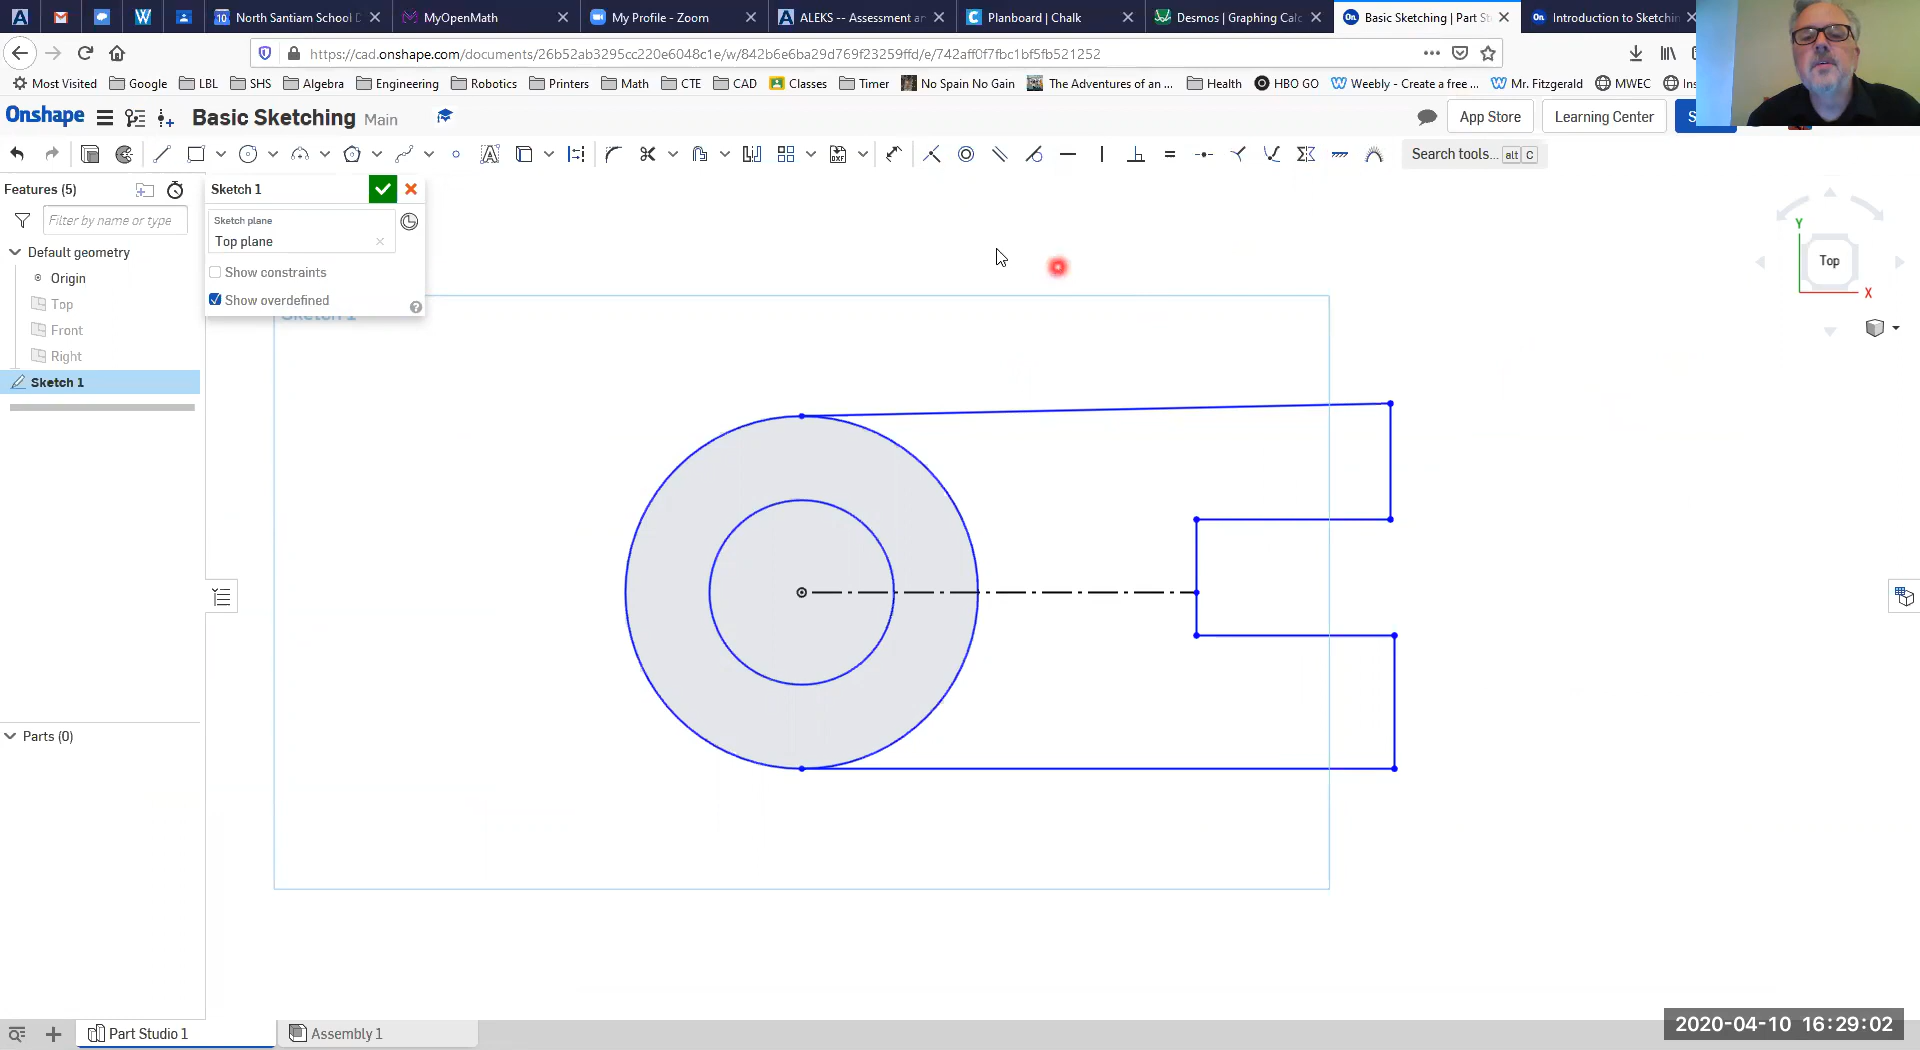 North Santiam School D
MyOpenMath
My Profile - Zoom
ALEKS -- Assessment an
Planboard | Chalk
Desmos | Graphing Calc
Basic Sketching | Part St
Introduction to Sketchin
https://cad.onshape.com/documents/26b52ab3295cc220e6048c1e/w/842b6e6ba29d769f23259ffd/e/742aff0f7fbc1bf5fb521252
Most Visited Google LBL SHS Algebra Engineering Robotics Printers Math CTE CAD Classes Timer No Spain No Gain The Adventures of an ... Health HBO GO Weebly - Create a free ... Mr. Fitzgerald MWEC Ins
Onshape Basic Sketching Main App Store Learning Center S
Search tools... alt C
Features (5)
Filter by name or type
Default geometry
Origin
Top
Front
Right
Sketch 1
Parts (0)
Sketch 1
Sketch plane
Top plane
Show constraints
Show overdefined
Sketch 1
Y
Top
X
Part Studio 1
Assembly 1
2020-04-10 16:29:02